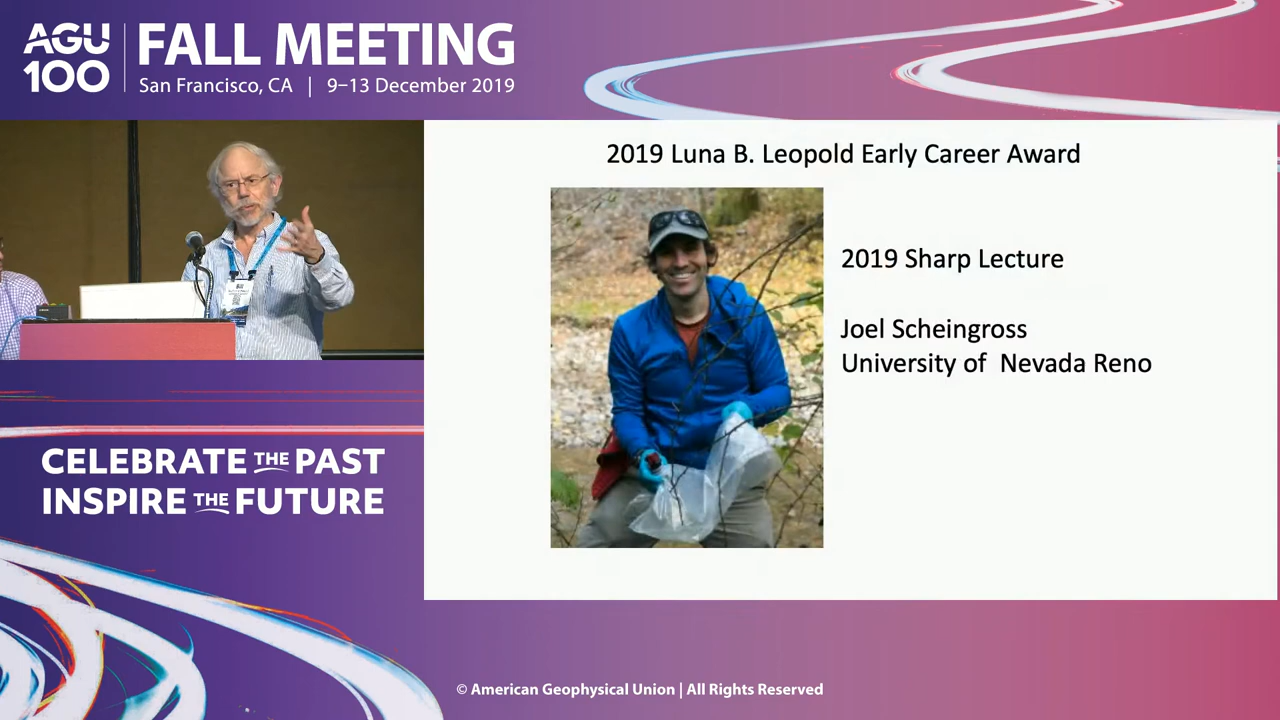 AGU
100
FALL MEETING
San Francisco, CA | 9–13 December 2019
2019 Luna B. Leopold Early Career Award
2019 Sharp Lecture
Joel Scheingross
University of Nevada Reno
Bill
CELEBRATE THE PAST
INSPIRE THE FUTURE
© American Geophysical Union | All Rights Reserved